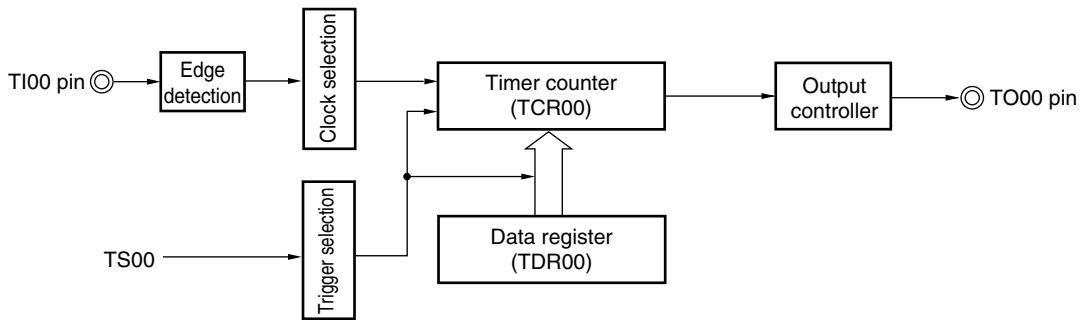 TI00 pin
Edge
detection
Clock selection
Timer counter
(TCR00)
Output
controller
TO00 pin
TS00
Trigger selection
Data register
(TDR00)